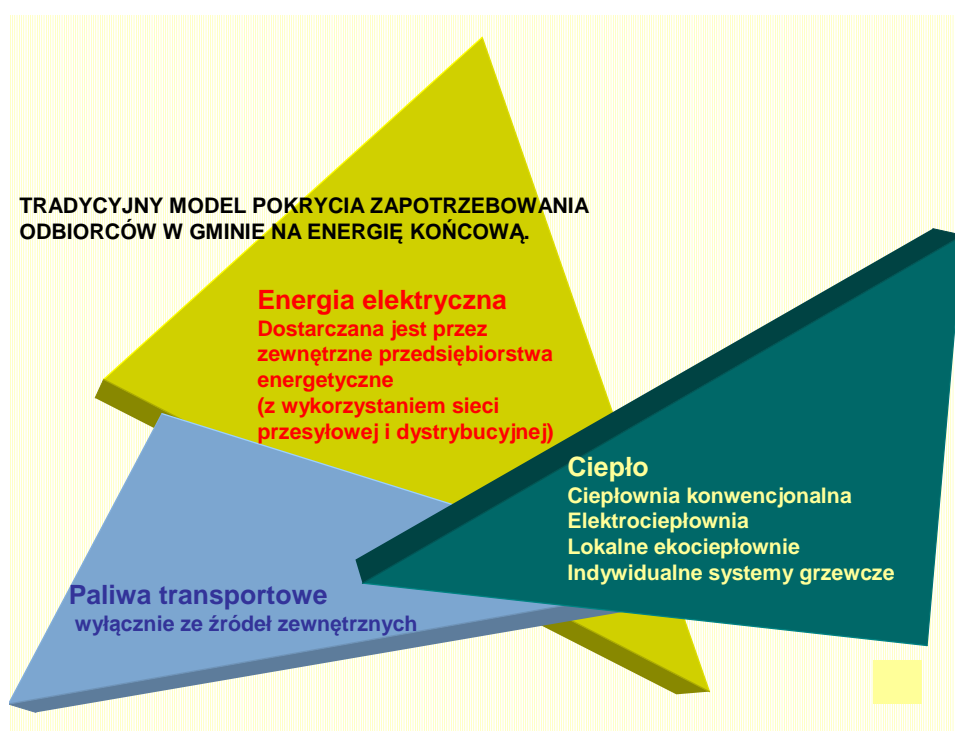 TRADYCYJNY MODEL POKRYCIA ZAPOTRZEBOWANIA
ODBIORCÓW W GMINIE NA ENERGIĘ KOŃCOWĄ.
Energia elektryczna
Dostarczana jest przez
zewnętrzne przedsiębiorstwa
energetyczne
(z wykorzystaniem sieci
przesyłowej i dystrybucyjnej)
Ciepło
Ciepłownia konwencjonalna
Elektrociepłownia
Lokalne ekociepłownie
Indywidualne systemy grzewcze
Paliwa transportowe
wyłącznie ze źródeł zewnętrznych